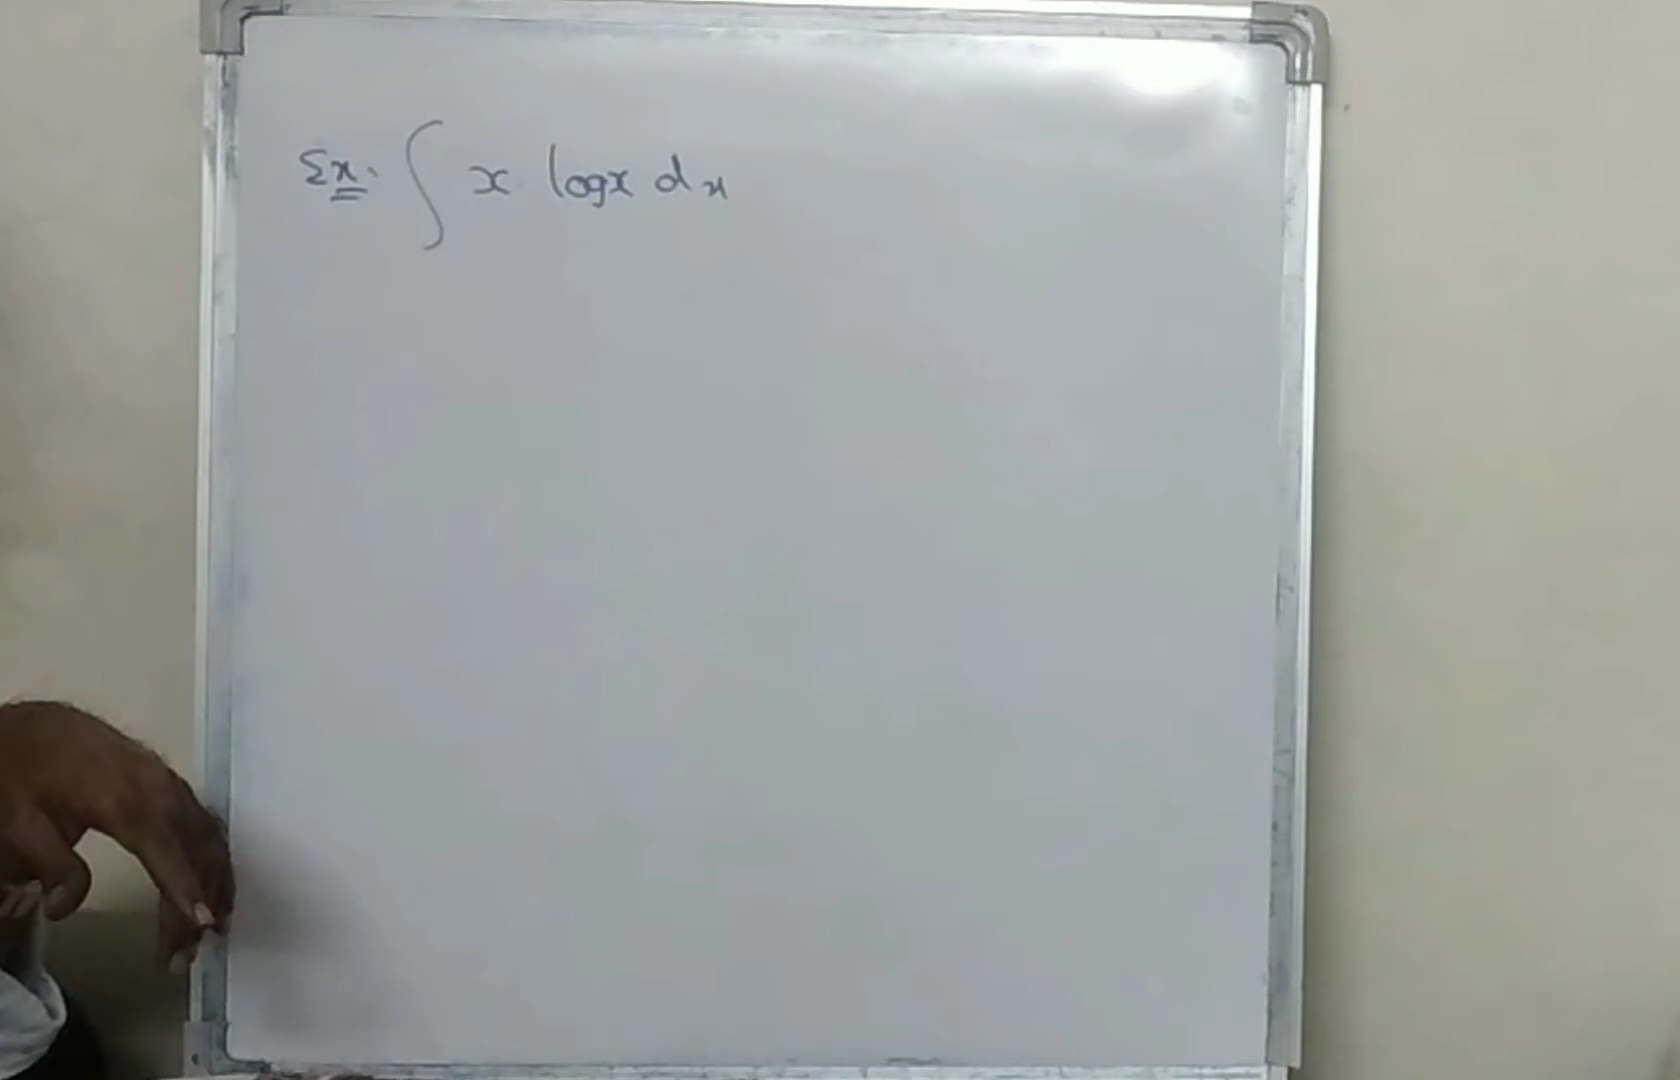 Ex. ∫ x logx dx